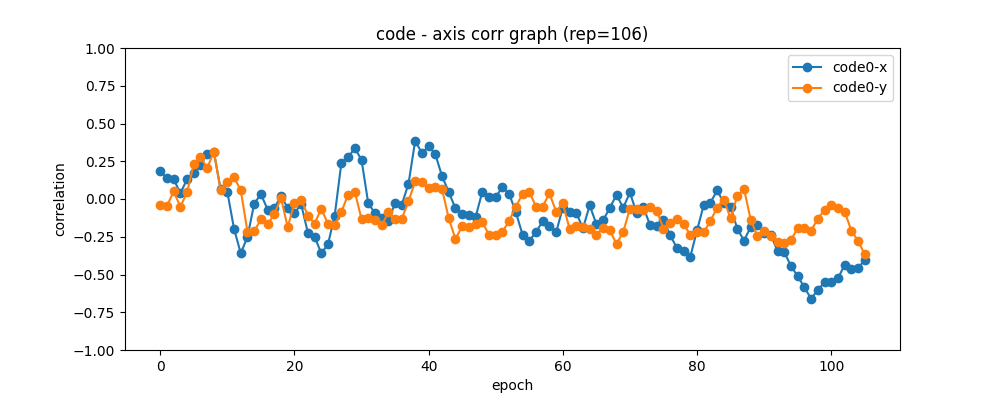 code - axis corr graph (rep=106)
1.00
0.75
0.50
0.25
0.00
−0.25
−0.50
−0.75
−1.00
correlation
code0-x
code0-y
0 20 40 60 80 100
epoch